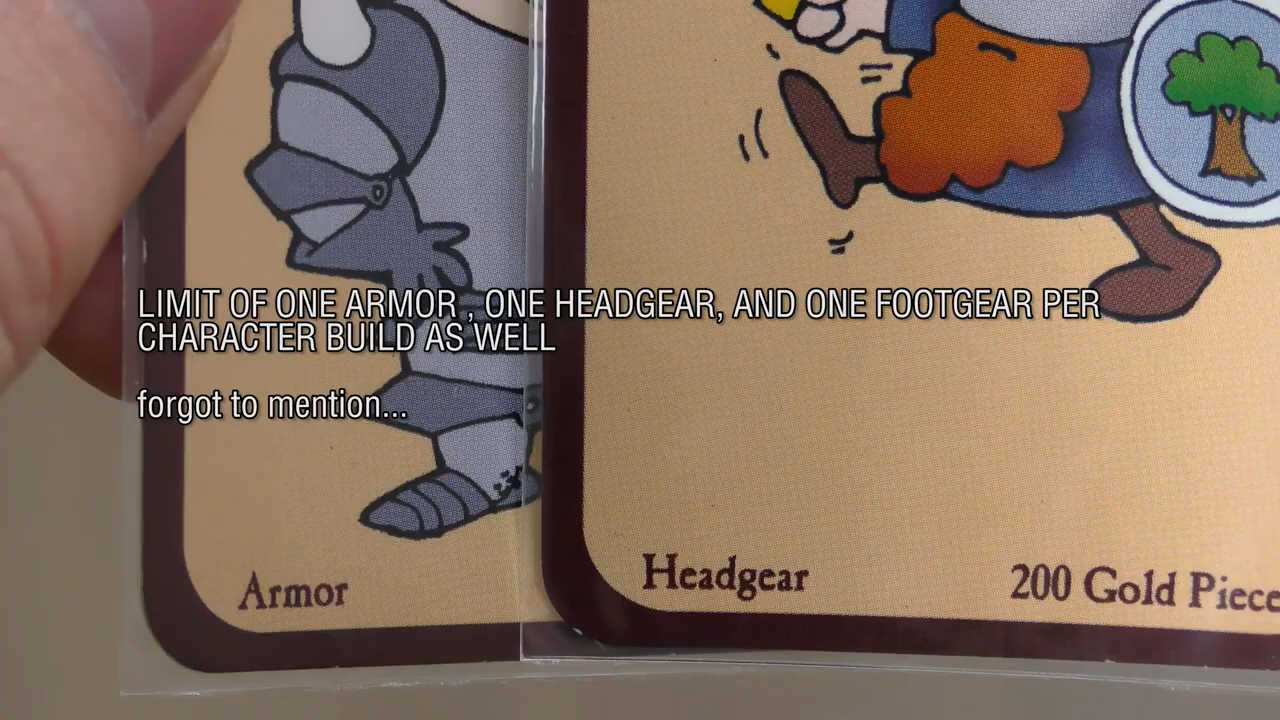 LIMIT OF ONE ARMOR , ONE HEADGEAR, AND ONE FOOTGEAR PER
CHARACTER BUILD AS WELL
forgot to mention...
Armor
Headgear
200 Gold Piece